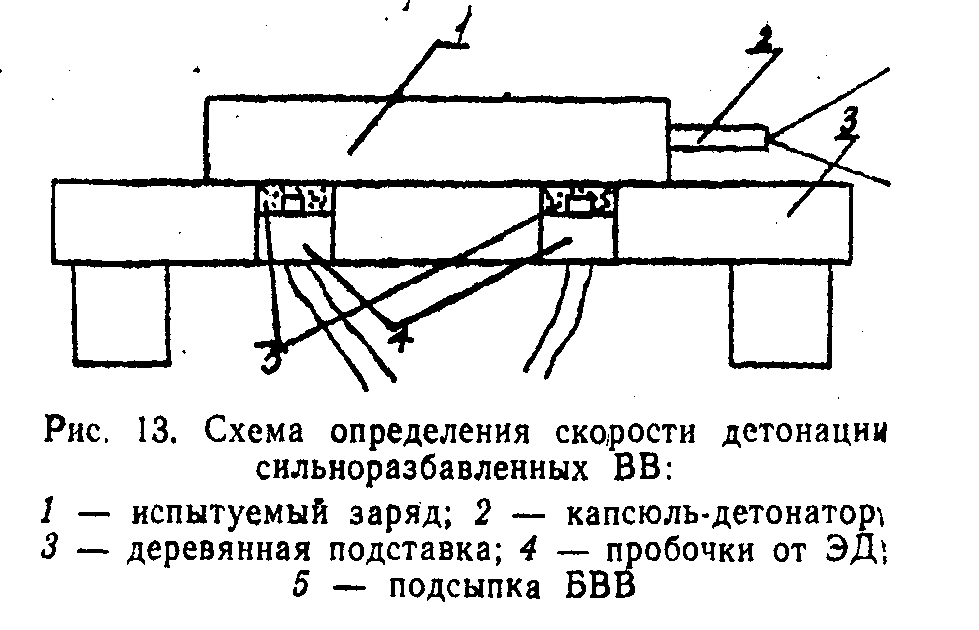 1
2
3
5
4
Рис. 13. Схема определения скорости детонации
сильноразбавленных ВВ:
1 — испытуемый заряд; 2 — капсюль-детонатор;
3 — деревянная подставка; 4 — пробочки от ЭД;
5 — подсыпка БВВ